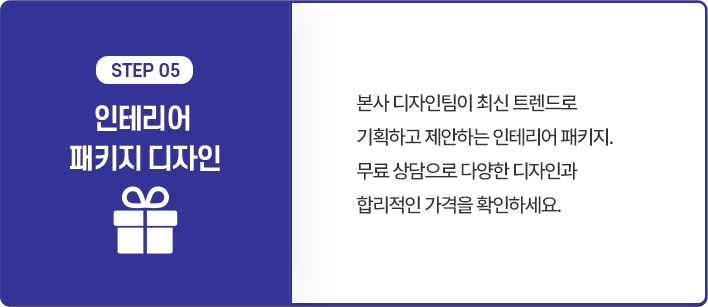 STEP 05
인테리어
패키지 디자인
본사 디자인팀이 최신 트렌드로
기획하고 제안하는 인테리어 패키지.
무료 상담으로 다양한 디자인과
합리적인 가격을 확인하세요.